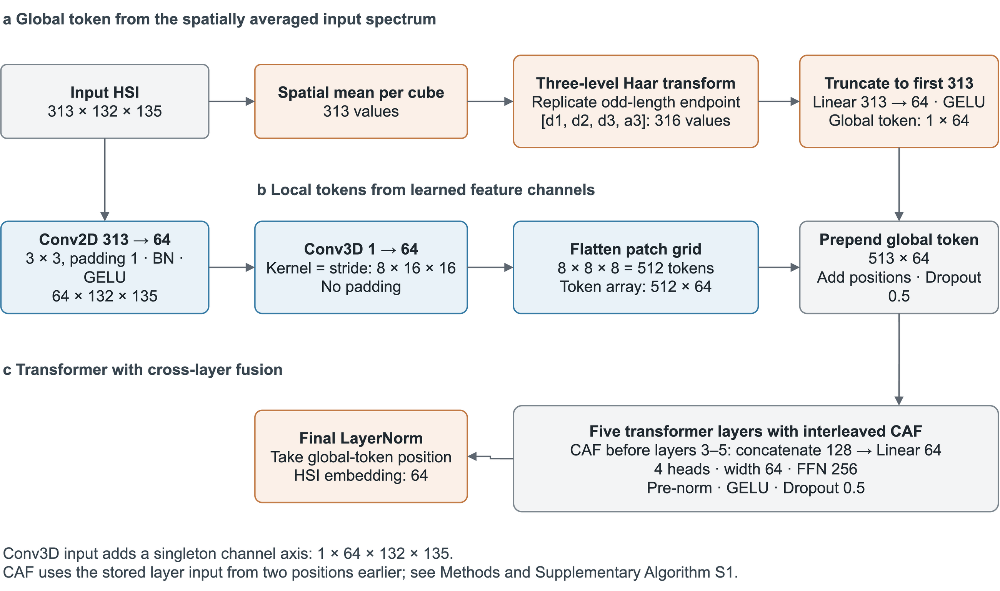 a Global token from the spatially averaged input spectrum
Input HSI
313 × 132 × 135
Spatial mean per cube
313 values
Three-level Haar transform
Replicate odd-length endpoint
[d1, d2, d3, a3]: 316 values
Truncate to first 313
Linear 313 → 64 · GELU
Global token: 1 × 64
b Local tokens from learned feature channels
Conv2D 313 → 64
3 × 3, padding 1 · BN ·
GELU
64 × 132 × 135
Conv3D 1 → 64
Kernel = stride: 8 × 16 × 16
No padding
Flatten patch grid
8 × 8 × 8 = 512 tokens
Token array: 512 × 64
Prepend global token
513 × 64
Add positions · Dropout
0.5
c Transformer with cross-layer fusion
Final LayerNorm
Take global-token position
HSI embedding: 64
Five transformer layers with interleaved CAF
CAF before layers 3–5: concatenate 128 → Linear 64
4 heads · width 64 · FFN 256
Pre-norm · GELU · Dropout 0.5
Conv3D input adds a singleton channel axis: 1 × 64 × 132 × 135.
CAF uses the stored layer input from two positions earlier; see Methods and Supplementary Algorithm S1.